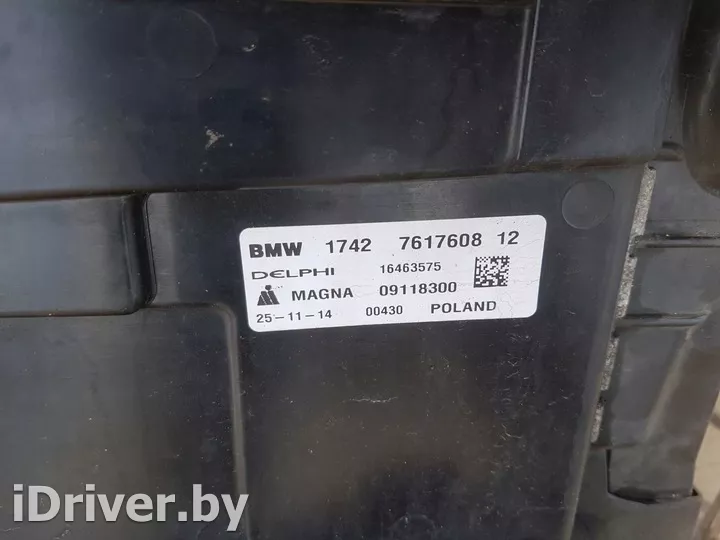 BMW 1742 7617608 12
DELPHI 16463575
MAGNA 09118300
25-11-14 00430 POLAND
iDriver.by